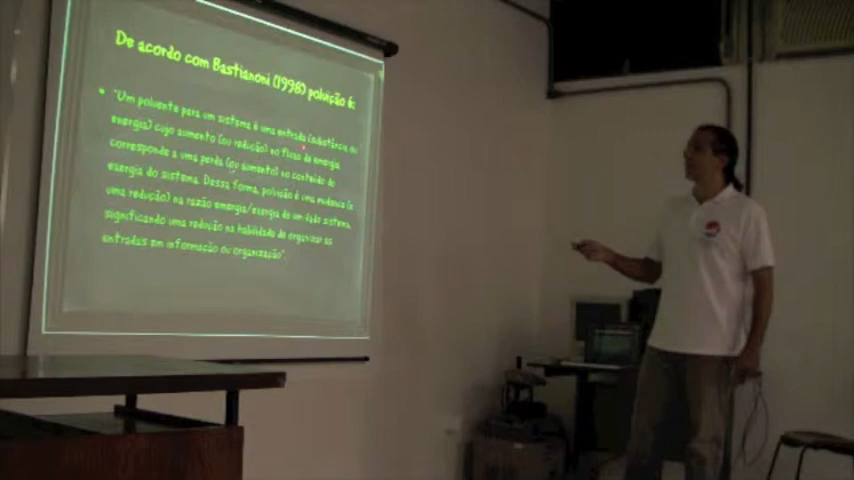 De acordo com Bastianoni (1998) poluição é:
"Um poluente para um sistema é uma entrada (substância ou
energia) cujo aumento (ou redução) no fluxo de emergia
corresponde a uma perda (ou aumento) no conteúdo de
exergia do sistema. Dessa forma, poluição é uma mudança (e
uma redução) na razão emergia/exergia de um dado sistema,
significando uma redução na habilidade de organizar as
entradas em informação ou organização".